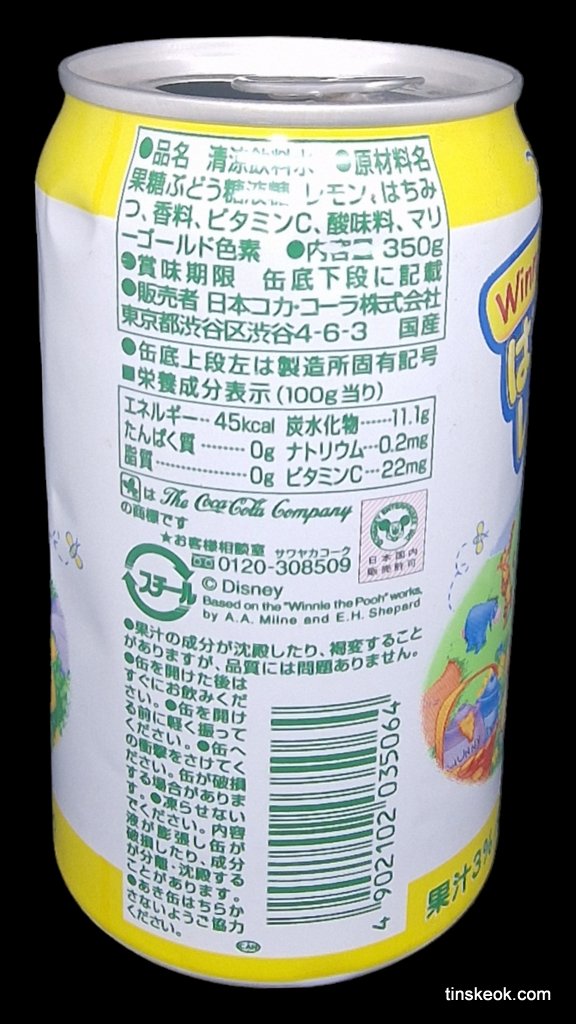 ●品名 清涼飲料水 ●原材料名
果糖ぶどう糖液糖、レモン、はちみ
つ、香料、ビタミンC、酸味料、マリ
ーゴールド色素 ●内容量 350g
●賞味期限 缶底下段に記載
●販売者 日本コカ・コーラ株式会社
東京都渋谷区渋谷4-6-3 国産
●缶底上段左は製造所固有記号
■栄養成分表示(100g当り)
エネルギー…45kcal 炭水化物……11.1g
たんぱく質………0g ナトリウム…0.2mg
脂質………………0g ビタミンC…22mg
は The Coca-Cola Company
の商標です
★お客様相談室 サワヤカコーク
0120-308509
日本国内
販売許可
スチール
© Disney
Based on the "Winnie the Pooh" works,
by A.A. Milne and E.H. Shepard
●果汁の成分が沈殿したり、褐変すること
がありますが、品質には問題ありません。
●缶を開けた後は
すぐにお飲みくだ
さい。●缶を開け
る前に軽く振って
ください。●缶へ
の衝撃をさけてく
ださい。缶が破損
する場合がありま
す。●凍らせない
でください。内容
液が膨張し缶が
破損したり、成分
が分離・沈殿する
ことがあります。
●あき缶はちらか
さないようご協力
ください。
4 902102 035064
Winn
は
HUNNY
果汁3%
tinskeok.com